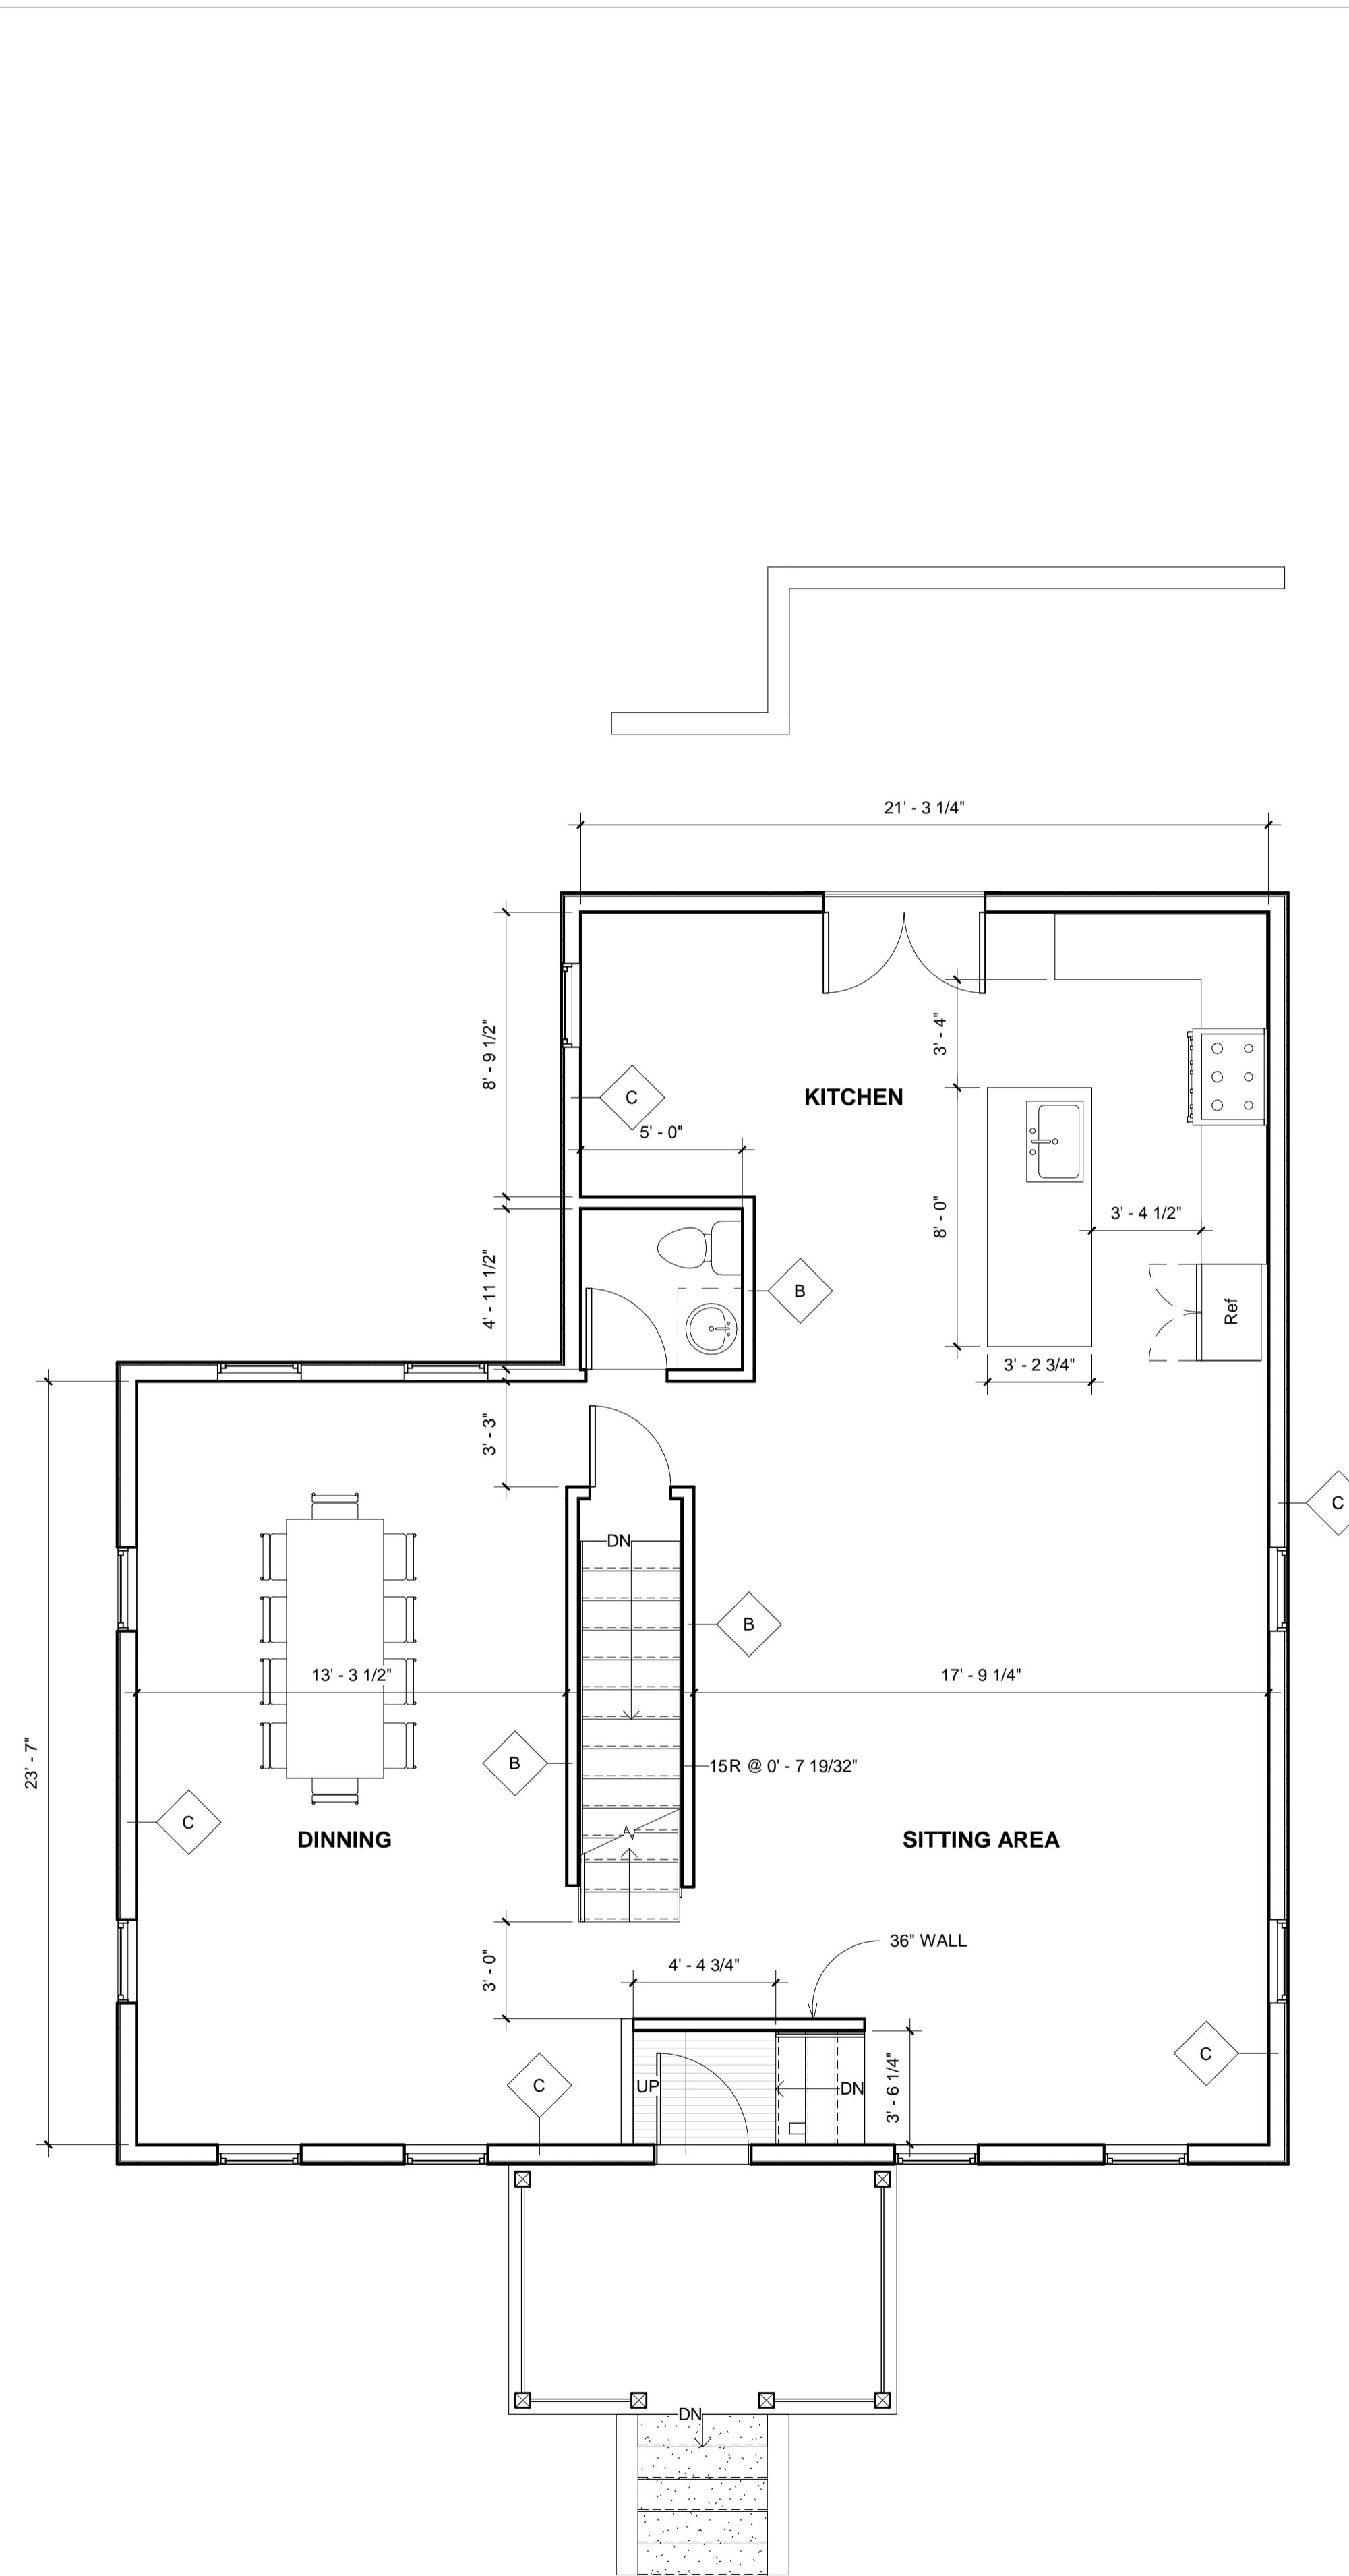 21' - 3 1/4"
8' - 9 1/2"
3' - 4"
KITCHEN
C
5' - 0"
8' - 0"
3' - 4 1/2"
4' - 11 1/2"
B
Ref
3' - 2 3/4"
3' - 3"
C
DN
B
13' - 3 1/2"
17' - 9 1/4"
23' - 7"
B
15R @ 0' - 7 19/32"
C
DINNING
SITTING AREA
36" WALL
3' - 0"
4' - 4 3/4"
C
UP
DN
3' - 6 1/4"
C
DN